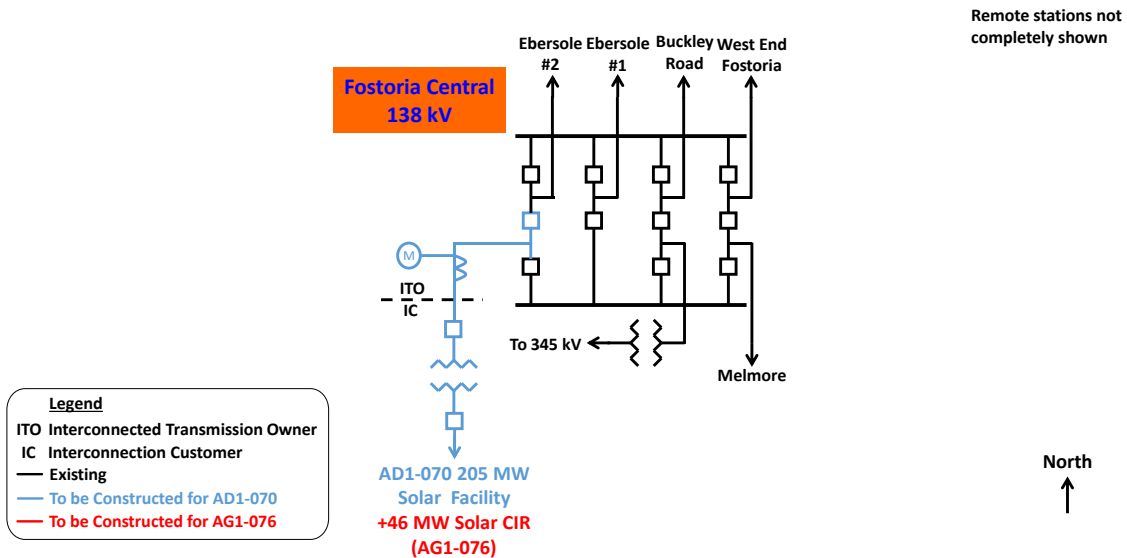 Remote stations not
completely shown
Ebersole
#2
Ebersole
#1
Buckley
Road
West End
Fostoria
Fostoria Central
138 kV
M
ITO
IC
To 345 kV
Melmore
Legend
ITO Interconnected Transmission Owner
IC Interconnection Customer
Existing
To be Constructed for AD1-070
To be Constructed for AG1-076
AD1-070 205 MW
Solar Facility
+46 MW Solar CIR
(AG1-076)
North